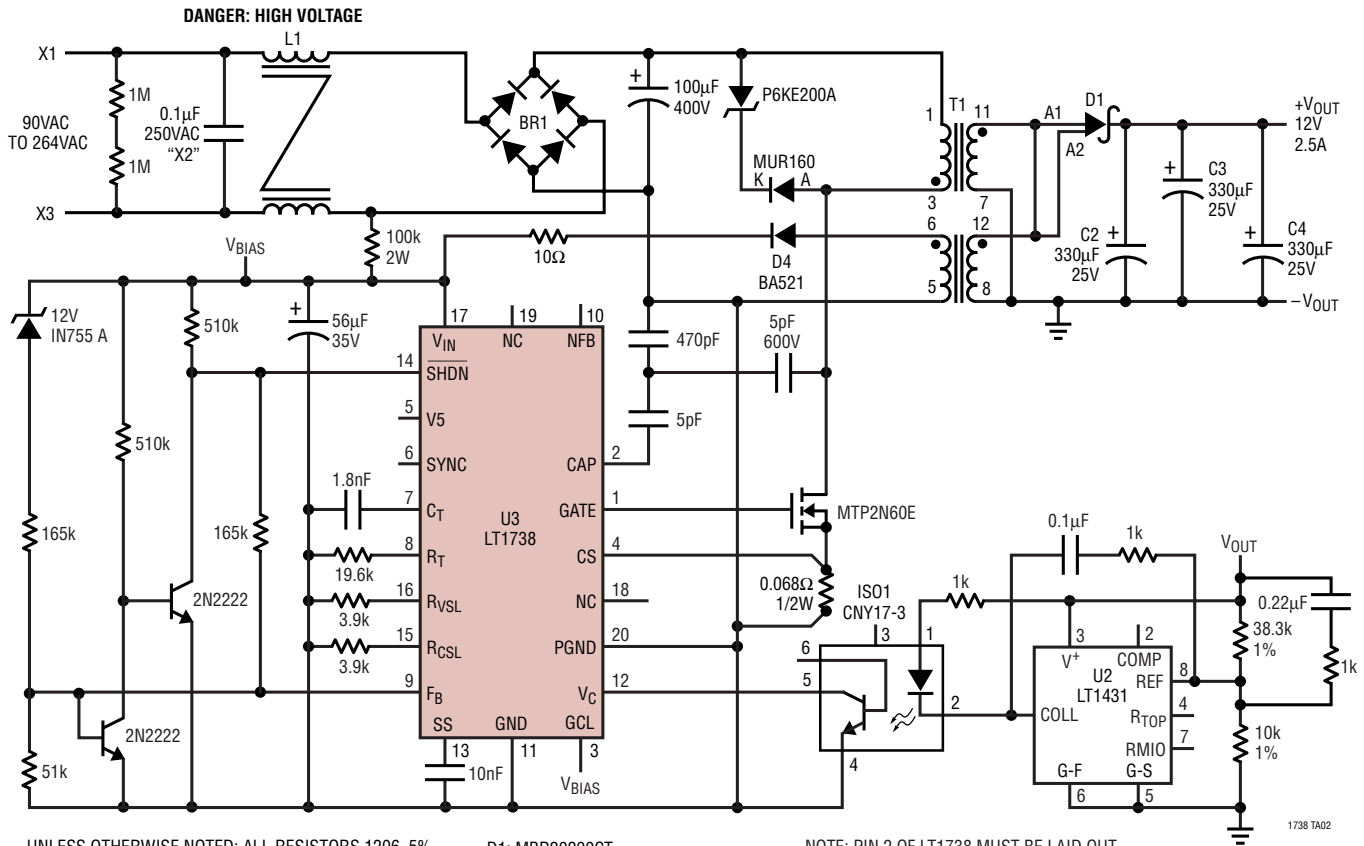 DANGER: HIGH VOLTAGE
L1
X1
1M
90VAC
TO 264VAC
0.1µF
250VAC
"X2"
1M
X3
BR1
+
100µF
400V
P6KE200A
MUR160
K
A
1
T1
11
3
7
6
12
5
8
A1
D1
A2
+VOUT
12V
2.5A
C3
+
330µF
25V
C2
+
330µF
25V
C4
+
330µF
25V
–VOUT
VBIAS
100k
2W
10Ω
D4
BA521
12V
IN755 A
510k
+
56µF
35V
17
19
10
VIN
NC
NFB
470pF
5pF
600V
14
SHDN
5
V5
510k
5pF
6
SYNC
CAP
2
1.8nF
7
CT
GATE
1
MTP2N60E
U3
LT1738
165k
165k
8
RT
CS
4
19.6k
0.068Ω
1/2W
2N2222
16
RVSL
NC
18
3.9k
15
RCSL
PGND
20
3.9k
9
FB
VC
12
SS
GND
GCL
13
11
3
10nF
VBIAS
2N2222
51k
ISO1
CNY17-3
3
1
6
5
2
4
1k
0.1µF
1k
VOUT
0.22µF
38.3k
1%
1k
3
2
V+
COMP
U2
LT1431
REF
8
COLL
RTOP
4
RMIO
7
G-F
G-S
6
5
10k
1%
1738 TA02
UNLESS OTHERWISE NOTED: ALL RESISTORS 1206, 5%
NOTE: PIN 2 OF LT1738 MUST BE LAID OUT